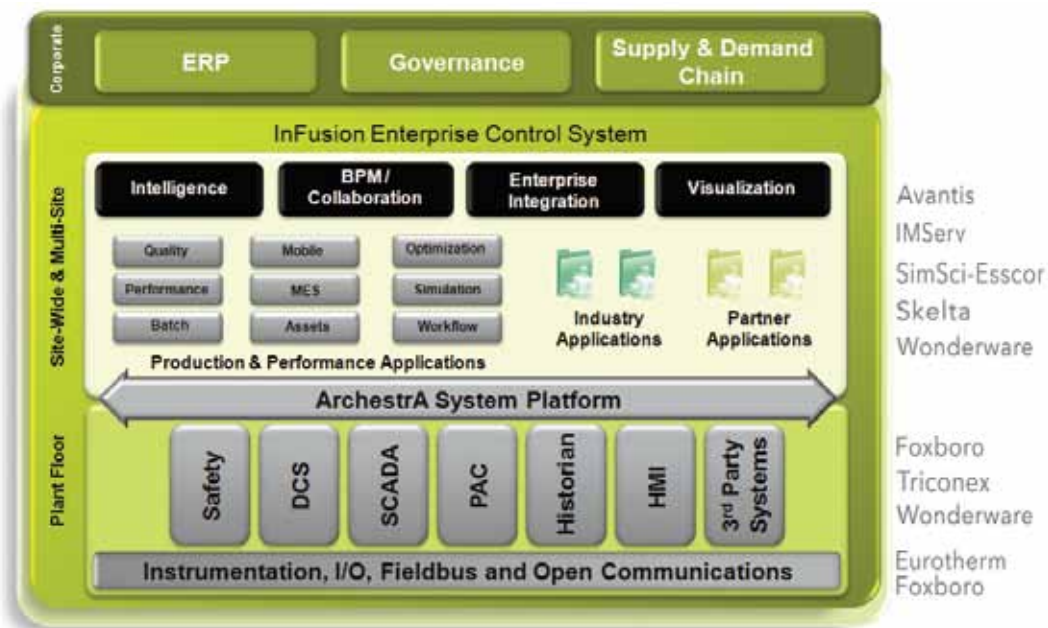 Corporate
ERP
Governance
Supply & Demand
Chain
InFusion Enterprise Control System
Site-Wide & Multi-Site
Intelligence
BPM/
Collaboration
Enterprise
Integration
Visualization
Quality
Mobile
Optimization
Performance
MES
Simulation
Batch
Assets
Workflow
Production & Performance Applications
Industry
Applications
Partner
Applications
Avantis
IMServ
SimSci-Esscor
Skelta
Wonderware
ArchestrA System Platform
Plant Floor
Safety
DCS
SCADA
PAC
Historian
HMI
3rd Party
Systems
Foxboro
Triconex
Wonderware
Instrumentation, I/O, Fieldbus and Open Communications
Eurotherm
Foxboro